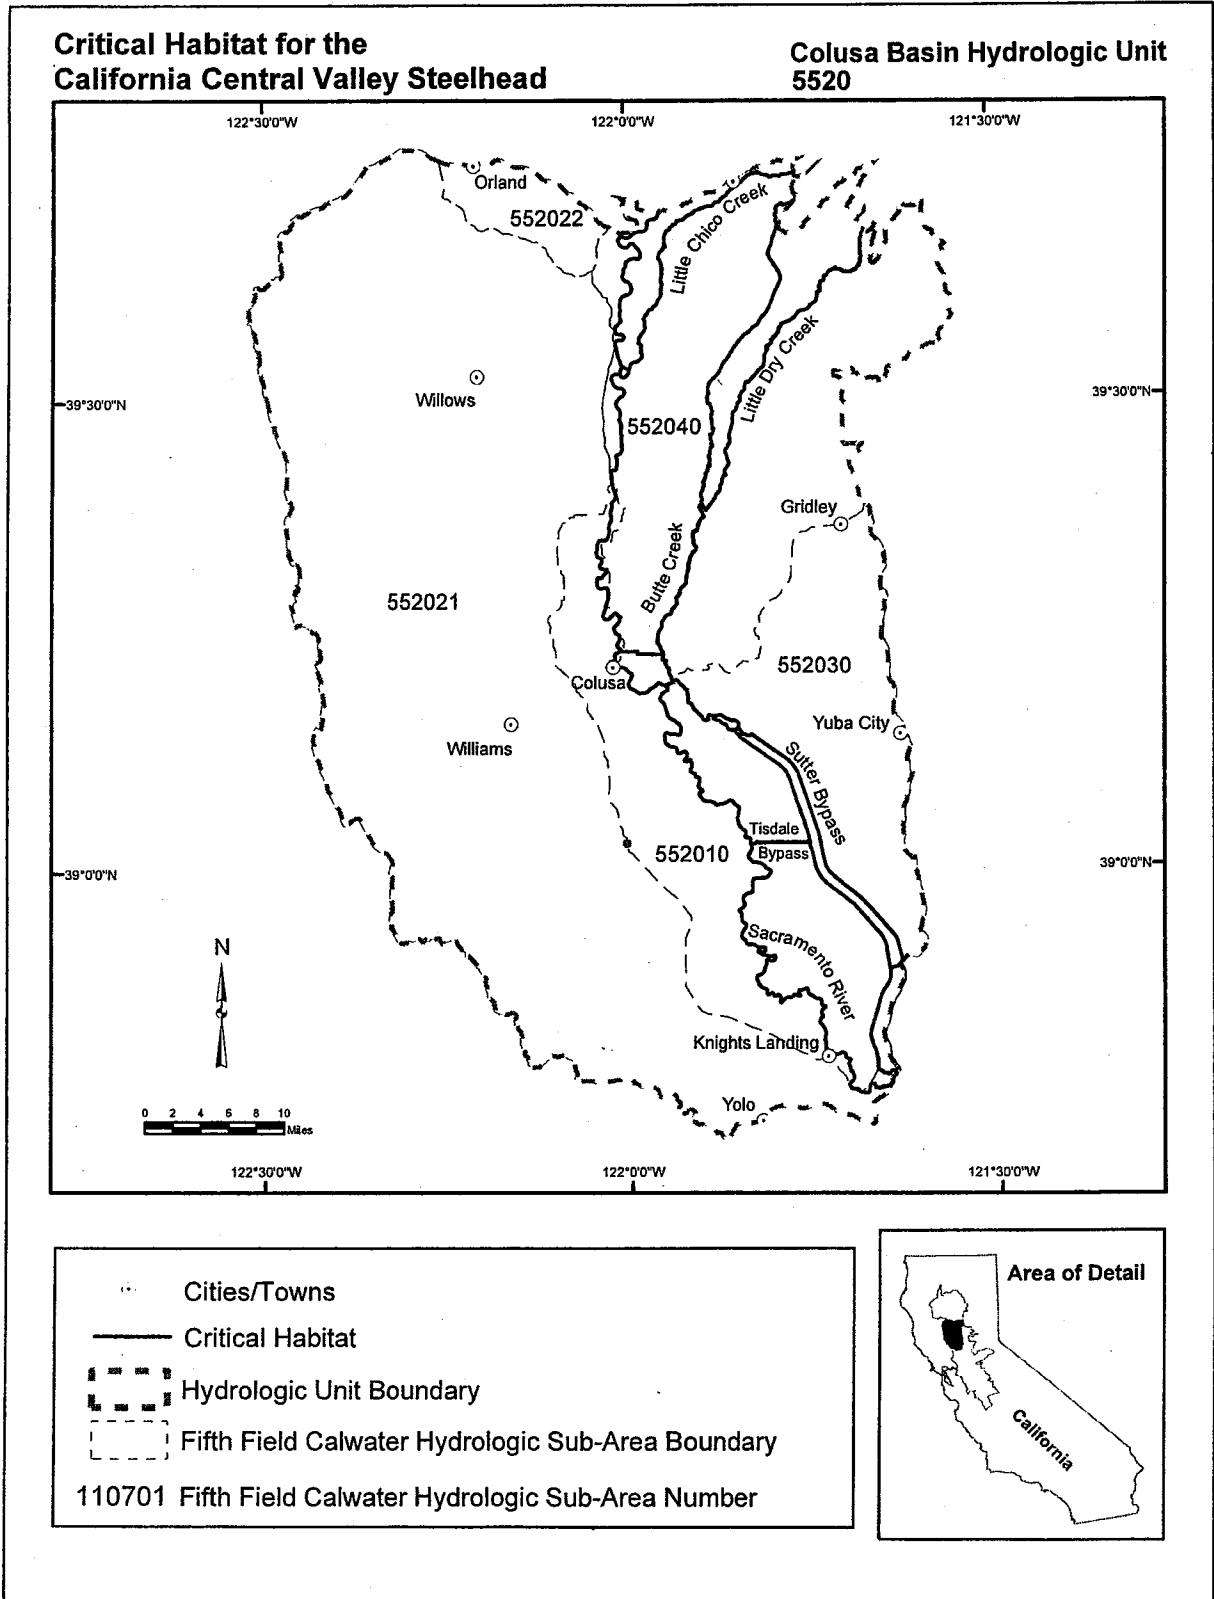 Critical Habitat for the
California Central Valley Steelhead
Colusa Basin Hydrologic Unit
5520
122°30'0"W
122°0'0"W
121°30'0"W
Orland
552022
Little Chico Creek
Little Dry Creek
Willows
39°30'0"N
39°30'0"N
552040
Gridley
Butte Creek
552021
552030
Colusa
Yuba City
Williams
Sutter Bypass
Tisdale
Bypass
552010
39°0'0"N
39°0'0"N
Sacramento River
N
Knights Landing
Yolo
0 2 4 6 8 10
Miles
122°30'0"W
122°0'0"W
121°30'0"W
Cities/Towns
Critical Habitat
Hydrologic Unit Boundary
Fifth Field Calwater Hydrologic Sub-Area Boundary
110701 Fifth Field Calwater Hydrologic Sub-Area Number
Area of Detail
California